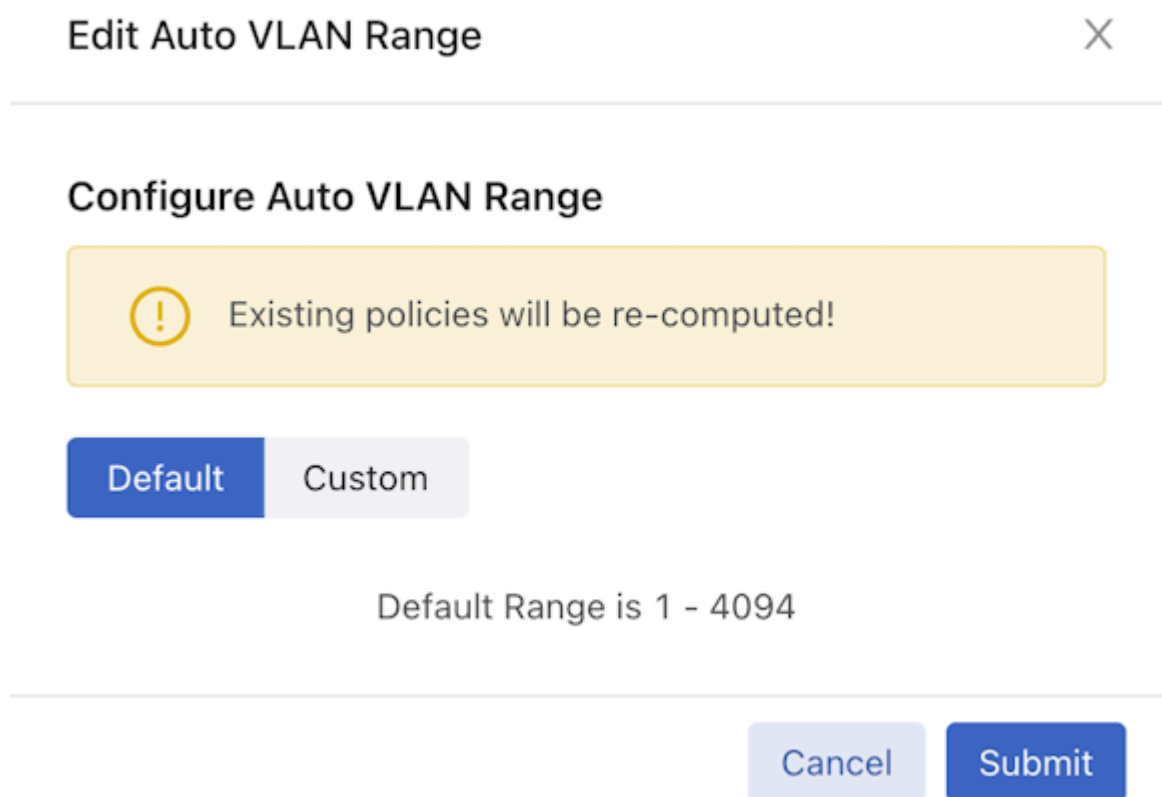 Edit Auto VLAN Range
Configure Auto VLAN Range
Existing policies will be re-computed!
Default Custom
Default Range is 1 - 4094
Cancel Submit